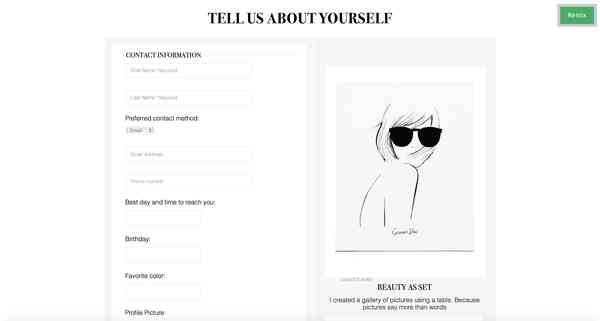 TELL US ABOUT YOURSELF
Remix
CONTACT INFORMATION
First Name *required
Last Name *required
Preferred contact method:
Email
Email Address
Phone number
Best day and time to reach you:
Birthday:
Favorite color:
Profile Picture:
BEAUTY AS SET
I created a gallery of pictures using a table. Because
pictures say more than words